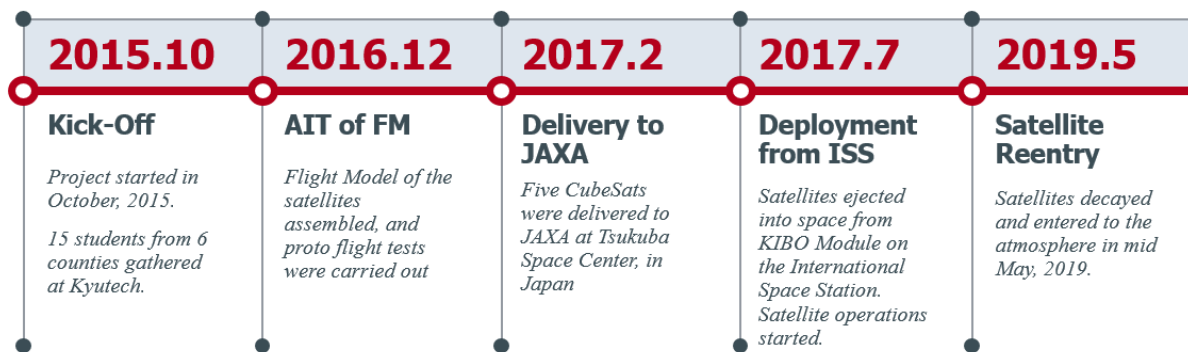 2015.10
Kick-Off
Project started in
October, 2015.
15 students from 6
counties gathered
at Kyutech.
2016.12
AIT of FM
Flight Model of the
satellites
assembled, and
proto flight tests
were carried out
2017.2
Delivery to
JAXA
Five CubeSats
were delivered to
JAXA at Tsukuba
Space Center, in
Japan
2017.7
Deployment
from ISS
Satellites ejected
into space from
KIBO Module on
the International
Space Station.
Satellite operations
started.
2019.5
Satellite
Reentry
Satellites decayed
and entered to the
atmosphere in mid
May, 2019.